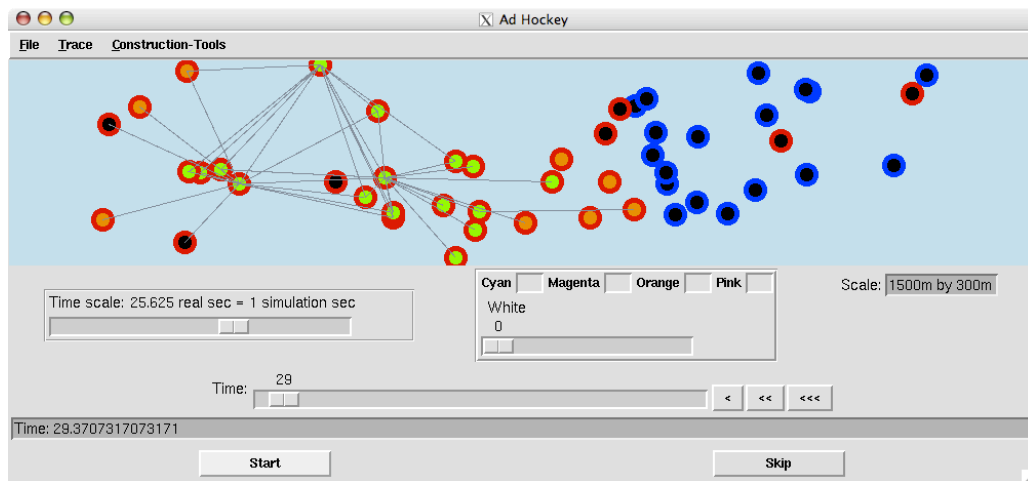 Ad Hockey
File Trace Construction-Tools
Cyan Magenta Orange Pink
Scale: 1500m by 300m
Time scale: 25.625 real sec = 1 simulation sec
White
0
29
Time: < << <<<
Time: 29.3707317073171
Start Skip